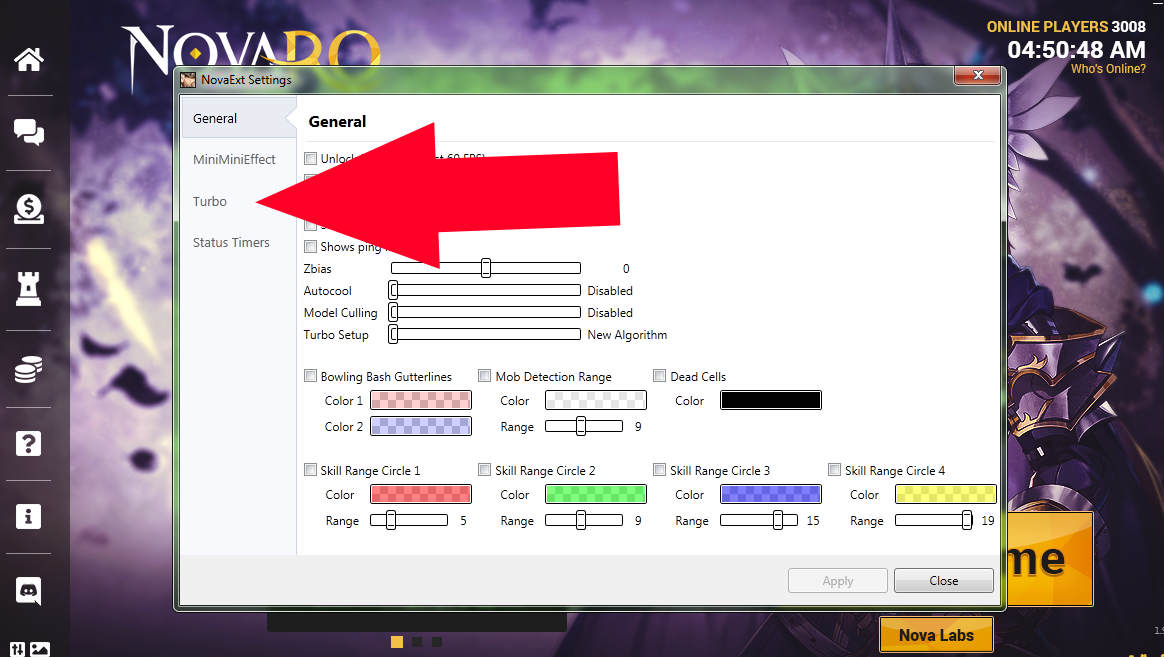 NOVARO
ONLINE PLAYERS 3008
04:50:48 AM
Who's Online?
NovaExt Settings
General
MiniMiniEffect
Turbo
Status Timers
General
Unlock
60 FPS)
Shows ping
Zbias 0
Autocool Disabled
Model Culling Disabled
Turbo Setup New Algorithm
Bowling Bash Gutterlines Mob Detection Range Dead Cells
Color 1 Color Color
Color 2 Range 9
Skill Range Circle 1 Skill Range Circle 2 Skill Range Circle 3 Skill Range Circle 4
Color Color Color Color
Range 5 Range 9 Range 15 Range 19
Apply Close
me
Nova Labs